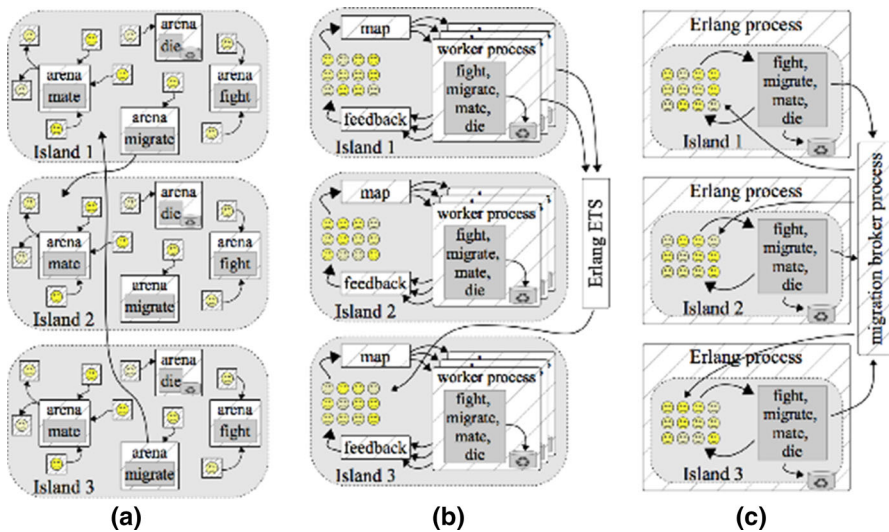 arena
die
arena
mate
arena
fight
arena
migrate
Island 1
arena
die
arena
mate
arena
fight
arena
migrate
Island 2
arena
die
arena
mate
arena
fight
arena
migrate
Island 3
(a)
map
worker process
fight,
migrate,
mate,
die
feedback
Island 1
map
worker process
fight,
migrate,
mate,
die
feedback
Island 2
map
worker process
fight,
migrate,
mate,
die
feedback
Island 3
Erlang ETS
(b)
Erlang process
fight,
migrate,
mate,
die
Island 1
Erlang process
fight,
migrate,
mate,
die
Island 2
Erlang process
fight,
migrate,
mate,
die
Island 3
migration broker process
(c)